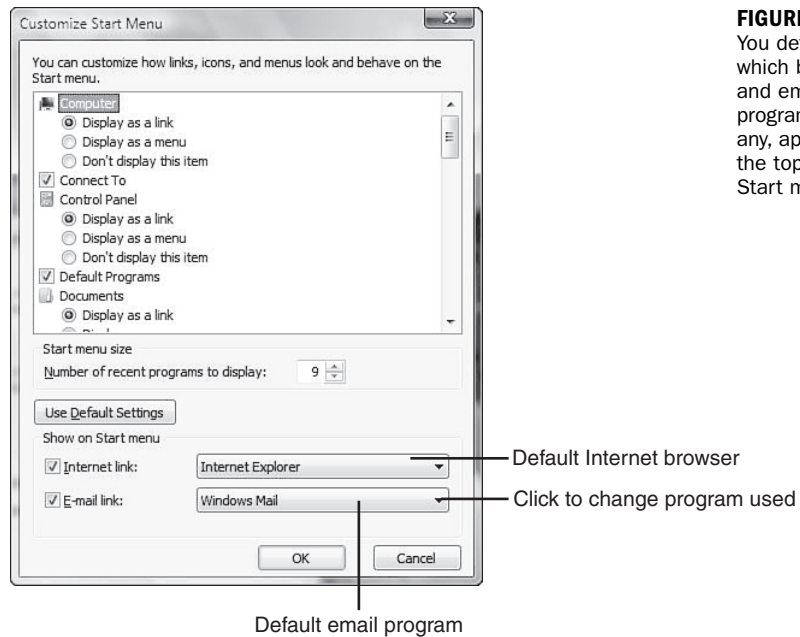 Customize Start Menu
You can customize how links, icons, and menus look and behave on the
Start menu.
Computer
Display as a link
Display as a menu
Don't display this item
Connect To
Control Panel
Display as a link
Display as a menu
Don't display this item
Default Programs
Documents
Display as a link
Start menu size
Number of recent programs to display: 9
Use Default Settings
Show on Start menu
Internet link: Internet Explorer
E-mail link: Windows Mail
OK Cancel
Default Internet browser
Click to change program used
Default email program
FIGURE
You
which
and
program
any,
the top
Start